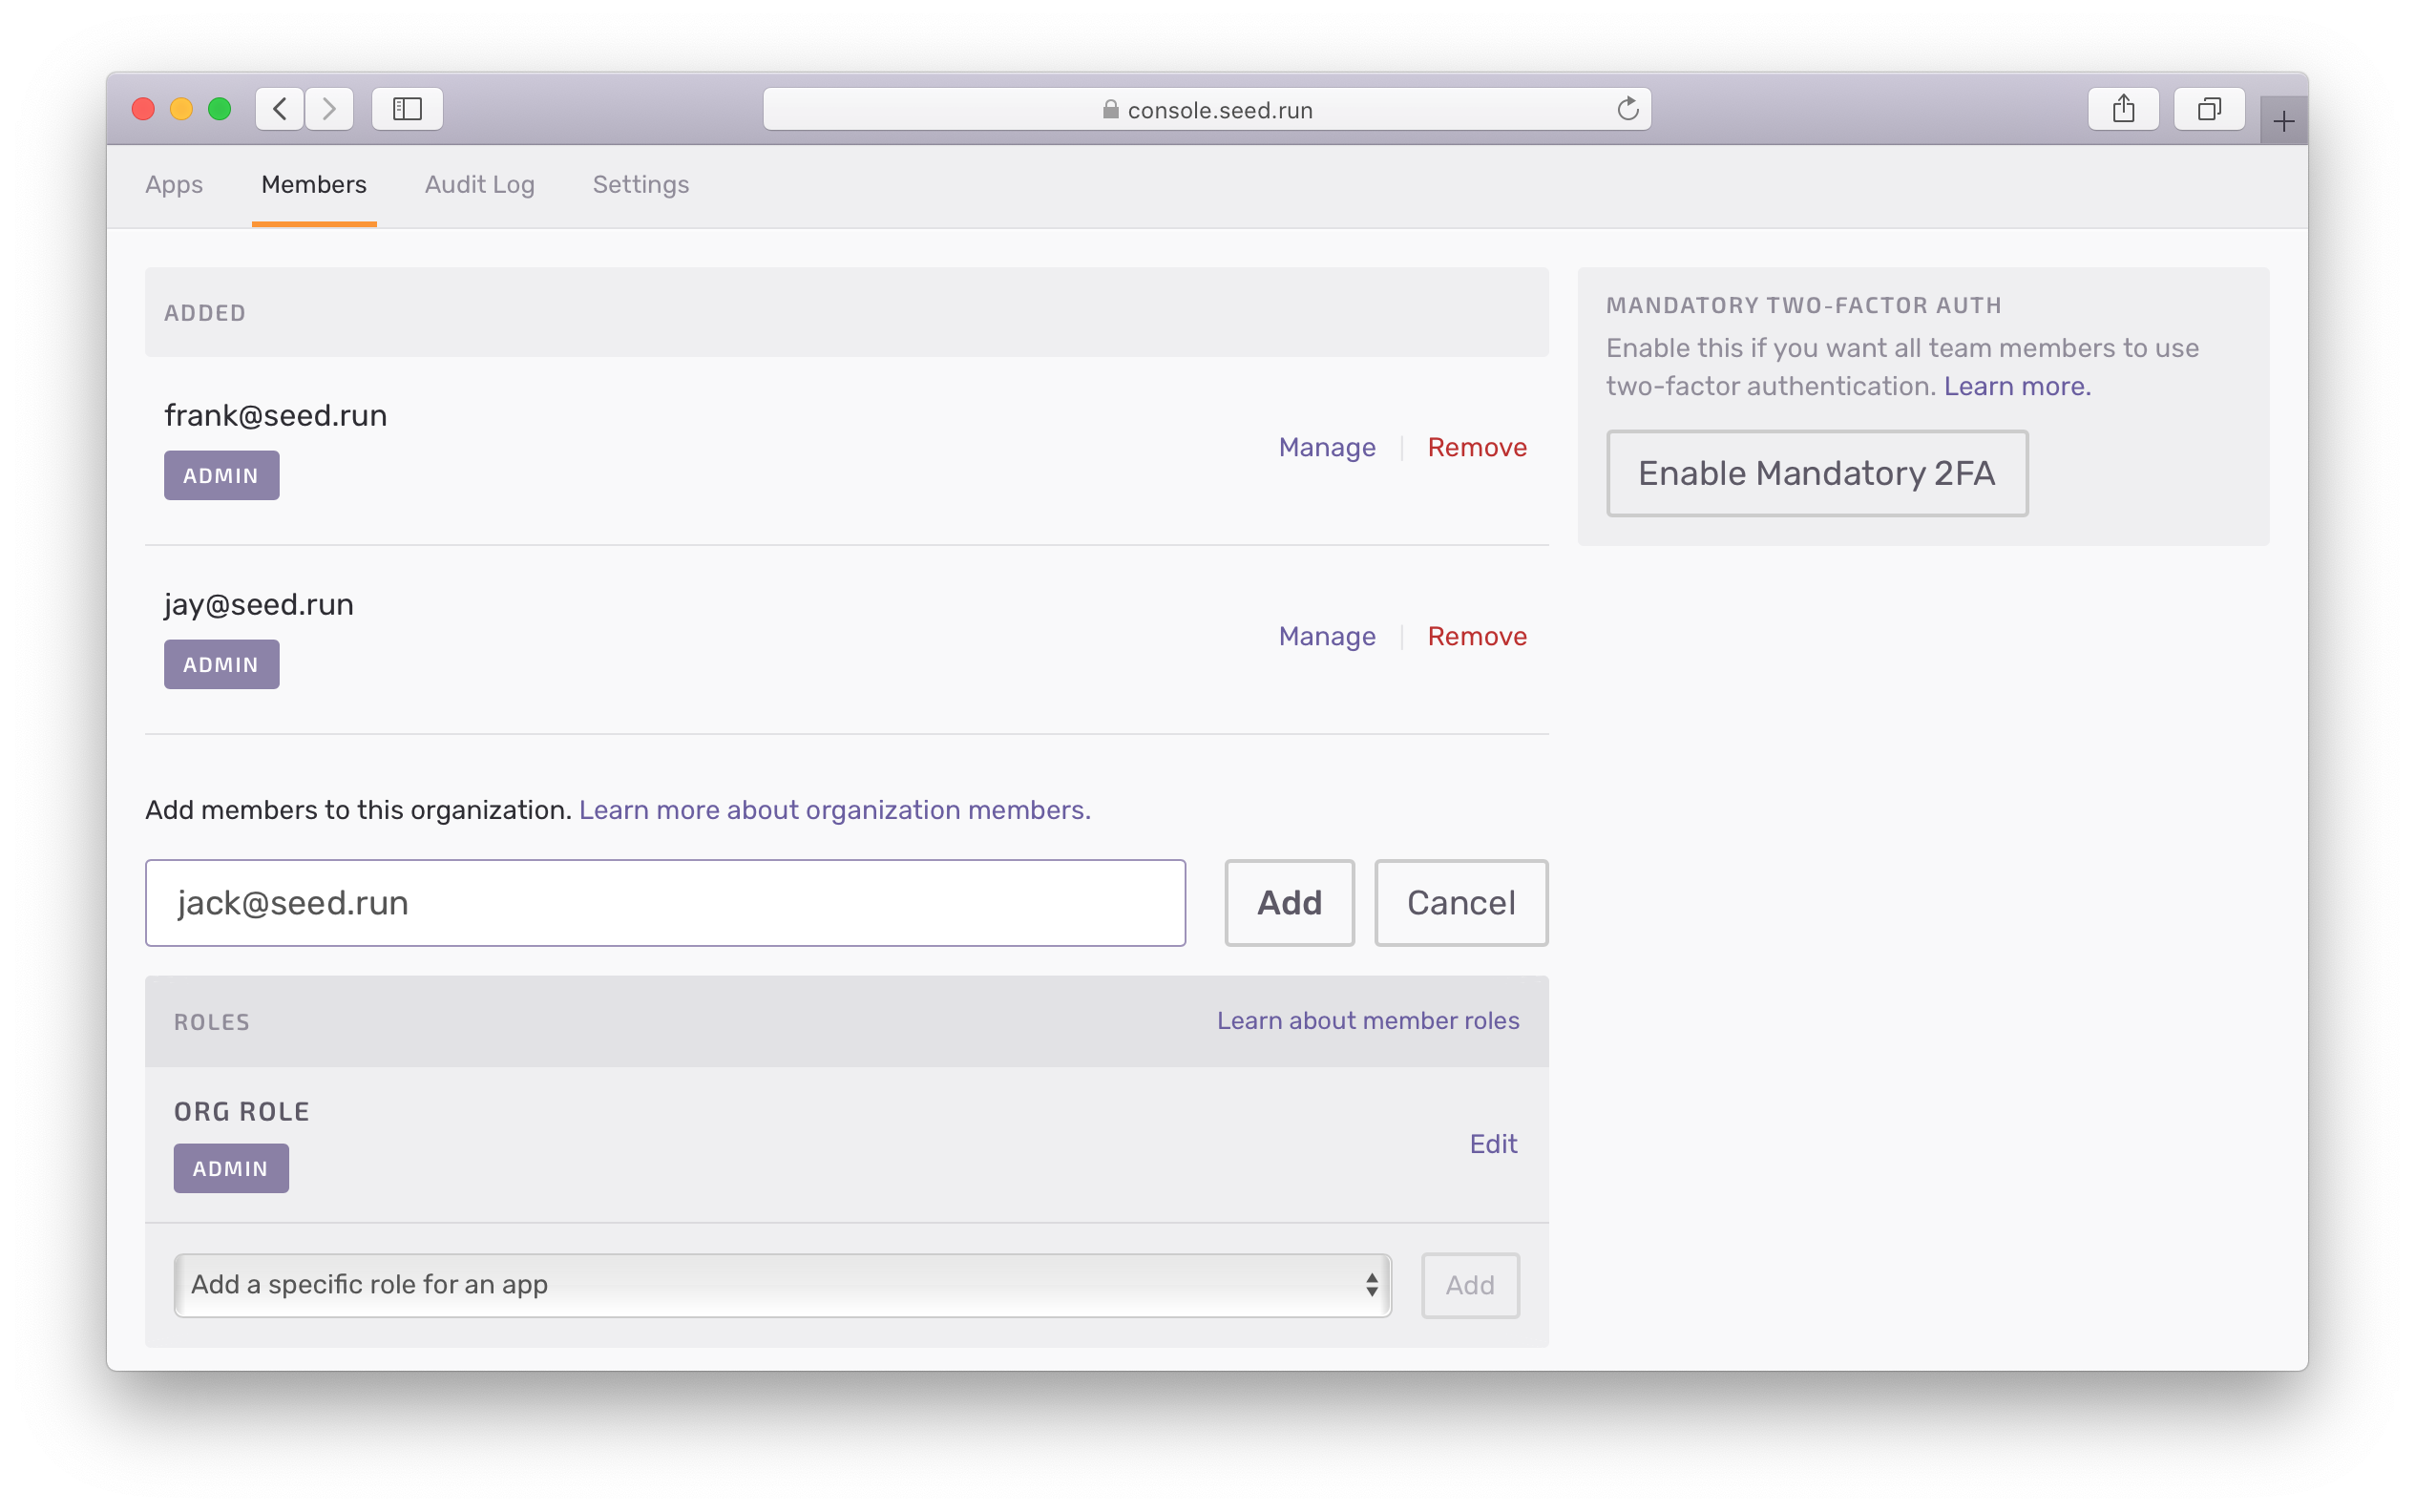 console.seed.run
Apps Members Audit Log Settings
ADDED
frank@seed.run
ADMIN
Manage Remove
jay@seed.run
ADMIN
Manage Remove
Add members to this organization. Learn more about organization members.
jack@seed.run Add Cancel
ROLES Learn about member roles
ORG ROLE
ADMIN
Edit
Add a specific role for an app Add
MANDATORY TWO-FACTOR AUTH
Enable this if you want all team members to use
two-factor authentication. Learn more.
Enable Mandatory 2FA